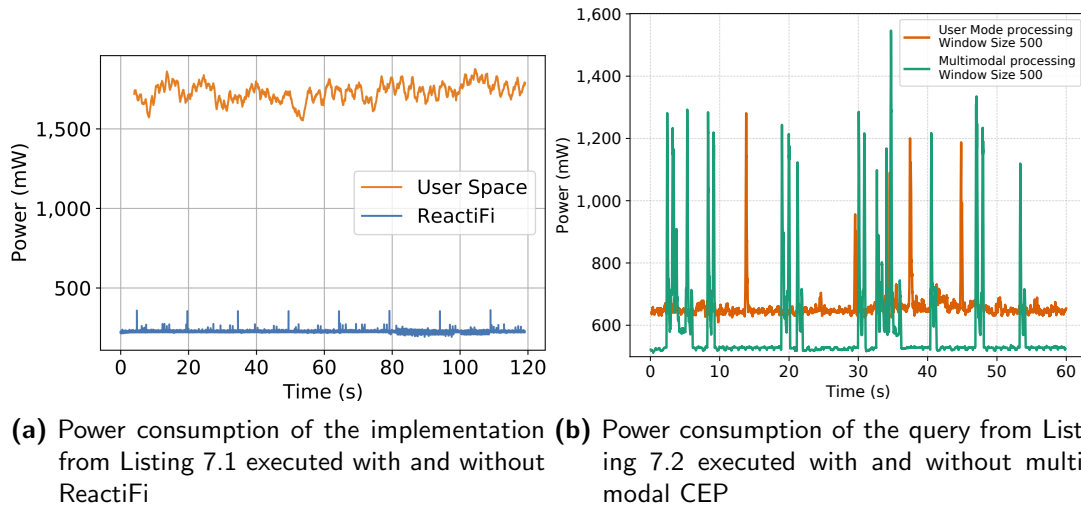 1,500
1,000
500
Power (mW)
User Space
ReactiFi
0
20
40
60
80
100
120
Time (s)
(a) Power consumption of the implementation
from Listing 7.1 executed with and without
ReactiFi
1,600
1,400
1,200
1,000
800
600
Power (mW)
User Mode processing
Window Size 500
Multimodal processing
Window Size 500
0
10
20
30
40
50
60
Time (s)
(b) Power consumption of the query from List
ing 7.2 executed with and without multi
modal CEP